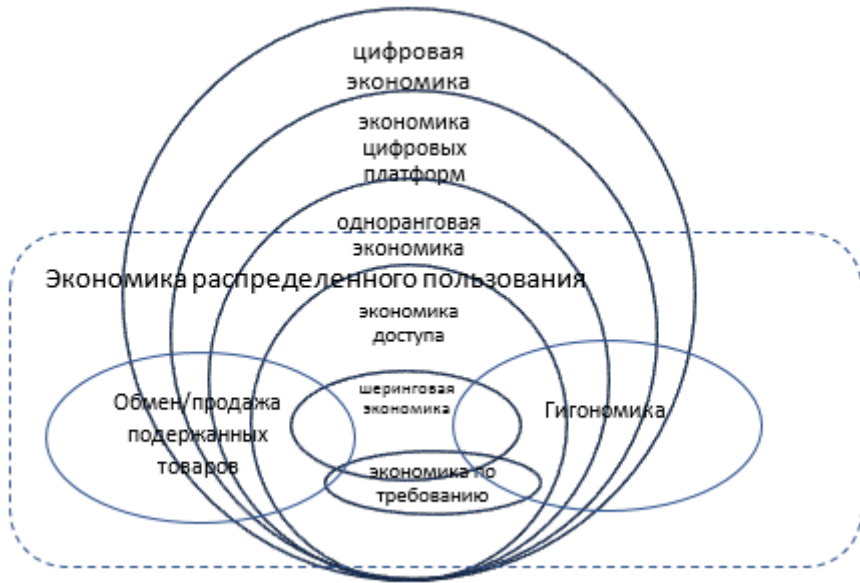 цифровая
экономика
экономика
цифровых
платформ
одноранговая
экономика
Экономика распределенного пользования
экономика
доступа
шеринговая
экономика
Обмен/продажа
подержанных
товаров
Гигономика
экономика по
требованию